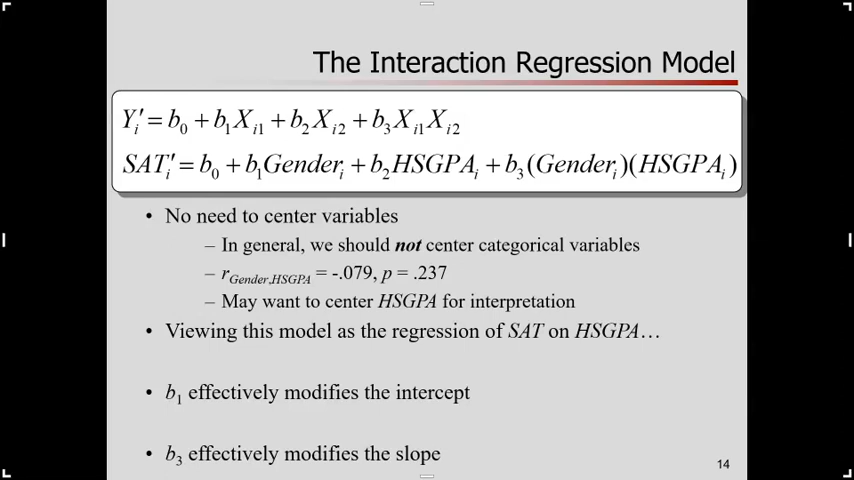 The Interaction Regression Model
Y′i = b0 + b1Xi1 + b2Xi2 + b3Xi1Xi2
SAT′i = b0 + b1Genderi + b2HSGPAi + b3(Genderi)(HSGPAi)
• No need to center variables
– In general, we should not center categorical variables
– rGender,HSGPA = -.079, p = .237
– May want to center HSGPA for interpretation
• Viewing this model as the regression of SAT on HSGPA…
• b1 effectively modifies the intercept
• b3 effectively modifies the slope
14